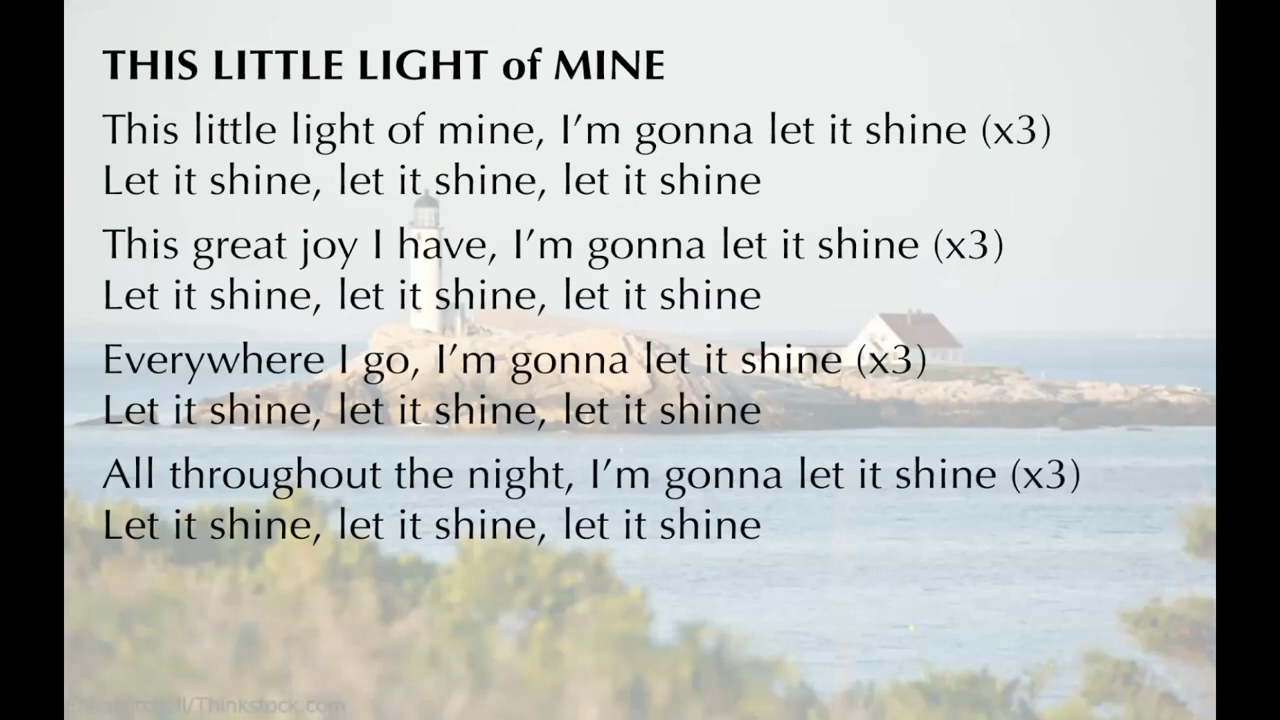 THIS LITTLE LIGHT of MINE
This little light of mine, I’m gonna let it shine (x3)
Let it shine, let it shine, let it shine
This great joy I have, I’m gonna let it shine (x3)
Let it shine, let it shine, let it shine
Everywhere I go, I’m gonna let it shine (x3)
Let it shine, let it shine, let it shine
All throughout the night, I’m gonna let it shine (x3)
Let it shine, let it shine, let it shine
/Thinkstock.com